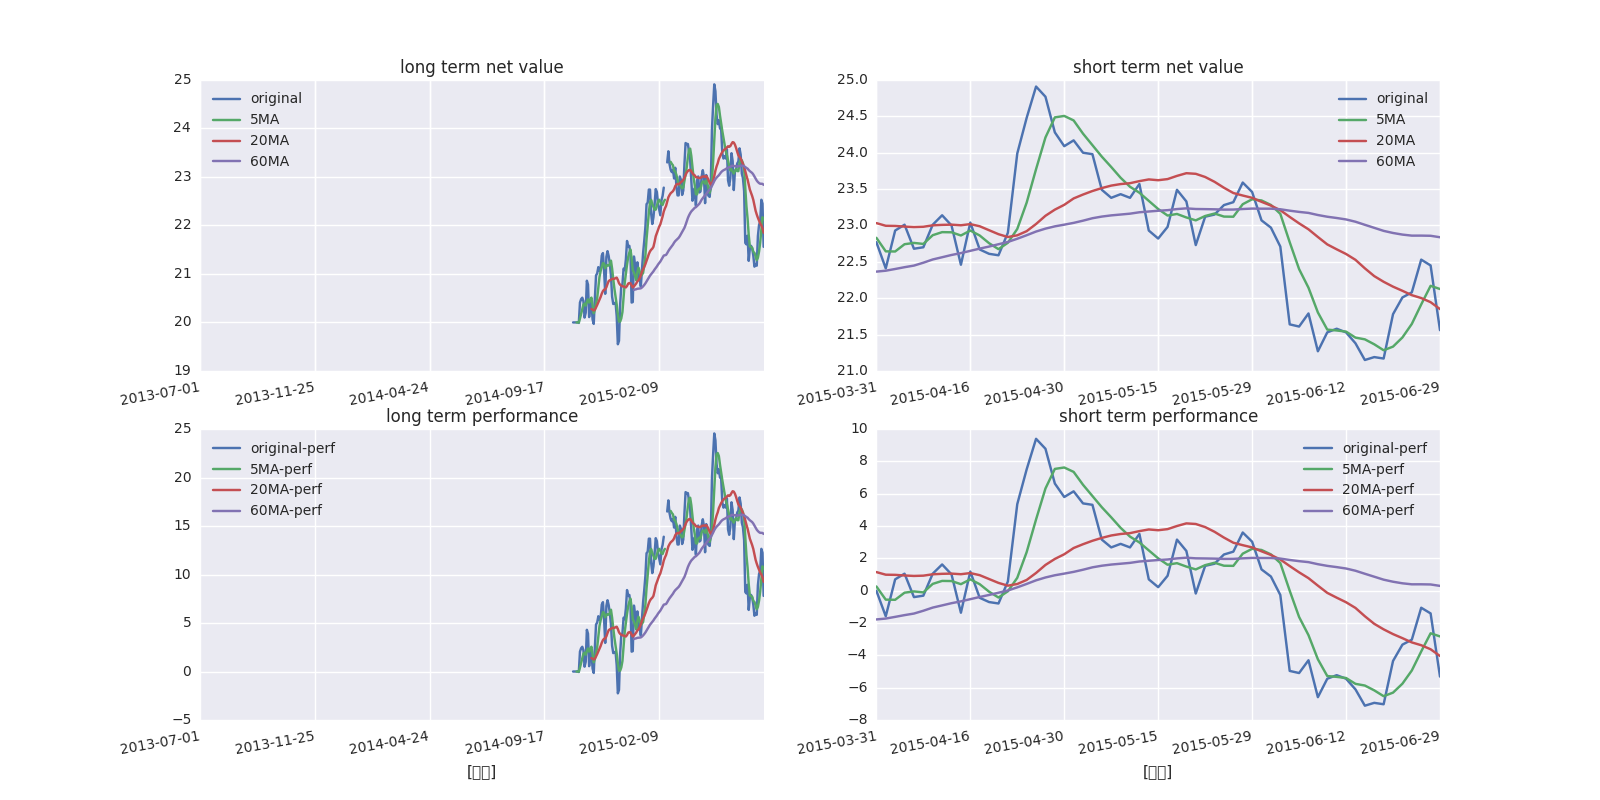 long term net value
25
24
23
22
21
20
19
original
5MA
20MA
60MA
2013-07-01
2013-11-25
2014-04-24
2014-09-17
2015-02-09
short term net value
25.0
24.5
24.0
23.5
23.0
22.5
22.0
21.5
21.0
original
5MA
20MA
60MA
2015-03-31
2015-04-16
2015-04-30
2015-05-15
2015-05-29
2015-06-12
2015-06-29
long term performance
25
20
15
10
5
0
−5
original-perf
5MA-perf
20MA-perf
60MA-perf
2013-07-01
2013-11-25
2014-04-24
2014-09-17
2015-02-09
short term performance
10
8
6
4
2
0
−2
−4
−6
−8
original-perf
5MA-perf
20MA-perf
60MA-perf
2015-03-31
2015-04-16
2015-04-30
2015-05-15
2015-05-29
2015-06-12
2015-06-29